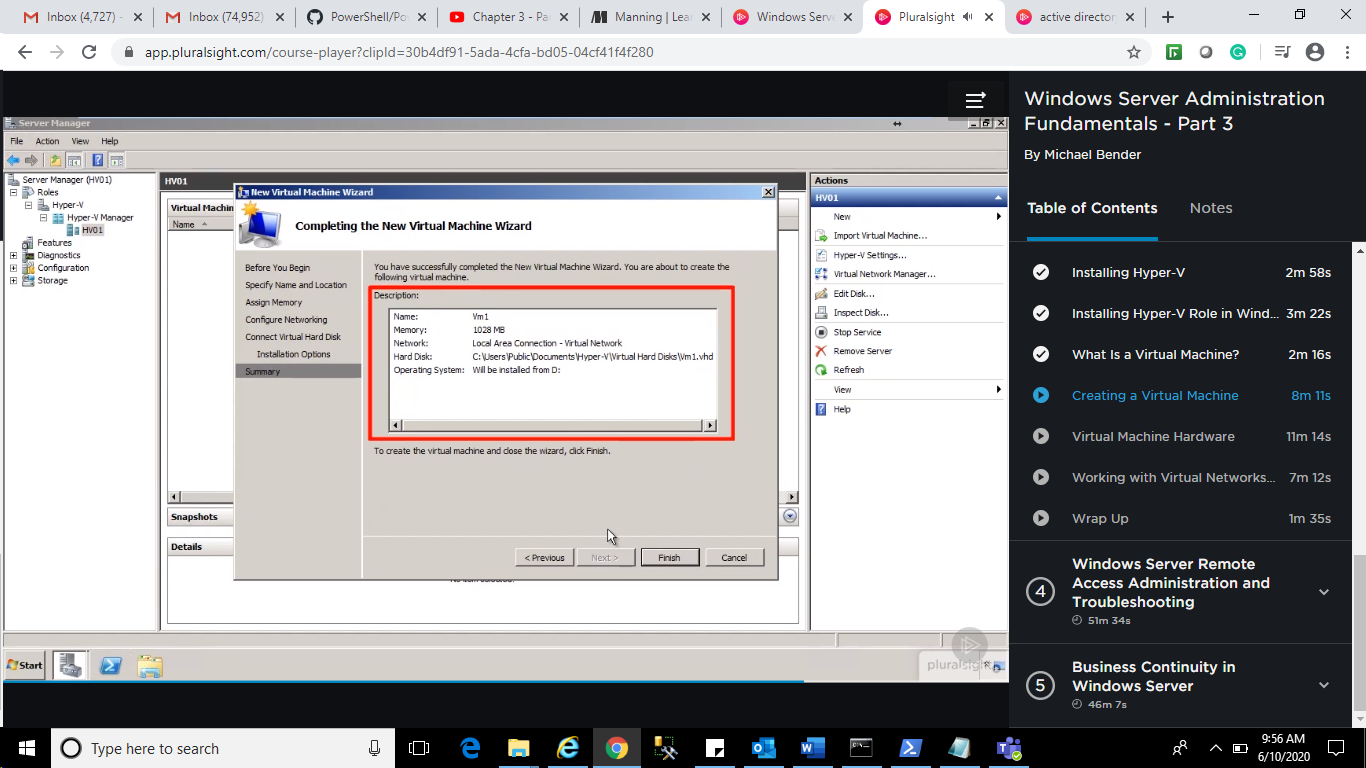 Inbox (4,727) -
Inbox (74,952)
PowerShell/Po
Chapter 3 - Pa
Manning | Lea
Windows Serve
Pluralsight
active director
app.pluralsight.com/course-player?clipId=30b4df91-5ada-4cfa-bd05-04cf41f4f280
Server Manager
File Action View Help
Server Manager (HV01)
Roles
Hyper-V
Hyper-V Manager
HV01
Features
Diagnostics
Configuration
Storage
HV01
Virtual Machin
Name
Snapshots
Details
New Virtual Machine Wizard
Completing the New Virtual Machine Wizard
Before You Begin
Specify Name and Location
Assign Memory
Configure Networking
Connect Virtual Hard Disk
Installation Options
Summary
You have successfully completed the New Virtual Machine Wizard. You are about to create the
following virtual machine.
Description:
Name: Vm1
Memory: 1028 MB
Network: Local Area Connection - Virtual Network
Hard Disk: C:\Users\Public\Documents\Hyper-V\Virtual Hard Disks\Vm1.vhd
Operating System: Will be installed from D:
To create the virtual machine and close the wizard, click Finish.
< Previous Next > Finish Cancel
Actions
HV01
New
Import Virtual Machine...
Hyper-V Settings...
Virtual Network Manager...
Edit Disk...
Inspect Disk...
Stop Service
Remove Server
Refresh
View
Help
Start
pluralsight
Windows Server Administration
Fundamentals - Part 3
By Michael Bender
Table of Contents Notes
Installing Hyper-V 2m 58s
Installing Hyper-V Role in Wind... 3m 22s
What Is a Virtual Machine? 2m 16s
Creating a Virtual Machine 8m 11s
Virtual Machine Hardware 11m 14s
Working with Virtual Networks... 7m 12s
Wrap Up 1m 35s
4 Windows Server Remote
Access Administration and
Troubleshooting
51m 34s
5 Business Continuity in
Windows Server
46m 7s
Type here to search
9:56 AM
6/10/2020